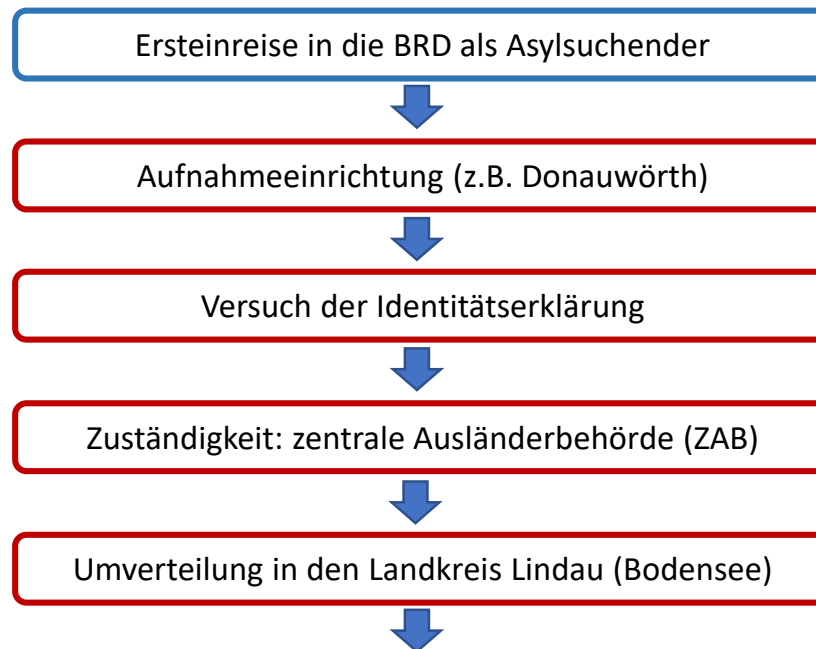 Ersteinreise in die BRD als Asylsuchender
Aufnahmeeinrichtung (z.B. Donauwörth)
Versuch der Identitätserklärung
Zuständigkeit: zentrale Ausländerbehörde (ZAB)
Umverteilung in den Landkreis Lindau (Bodensee)